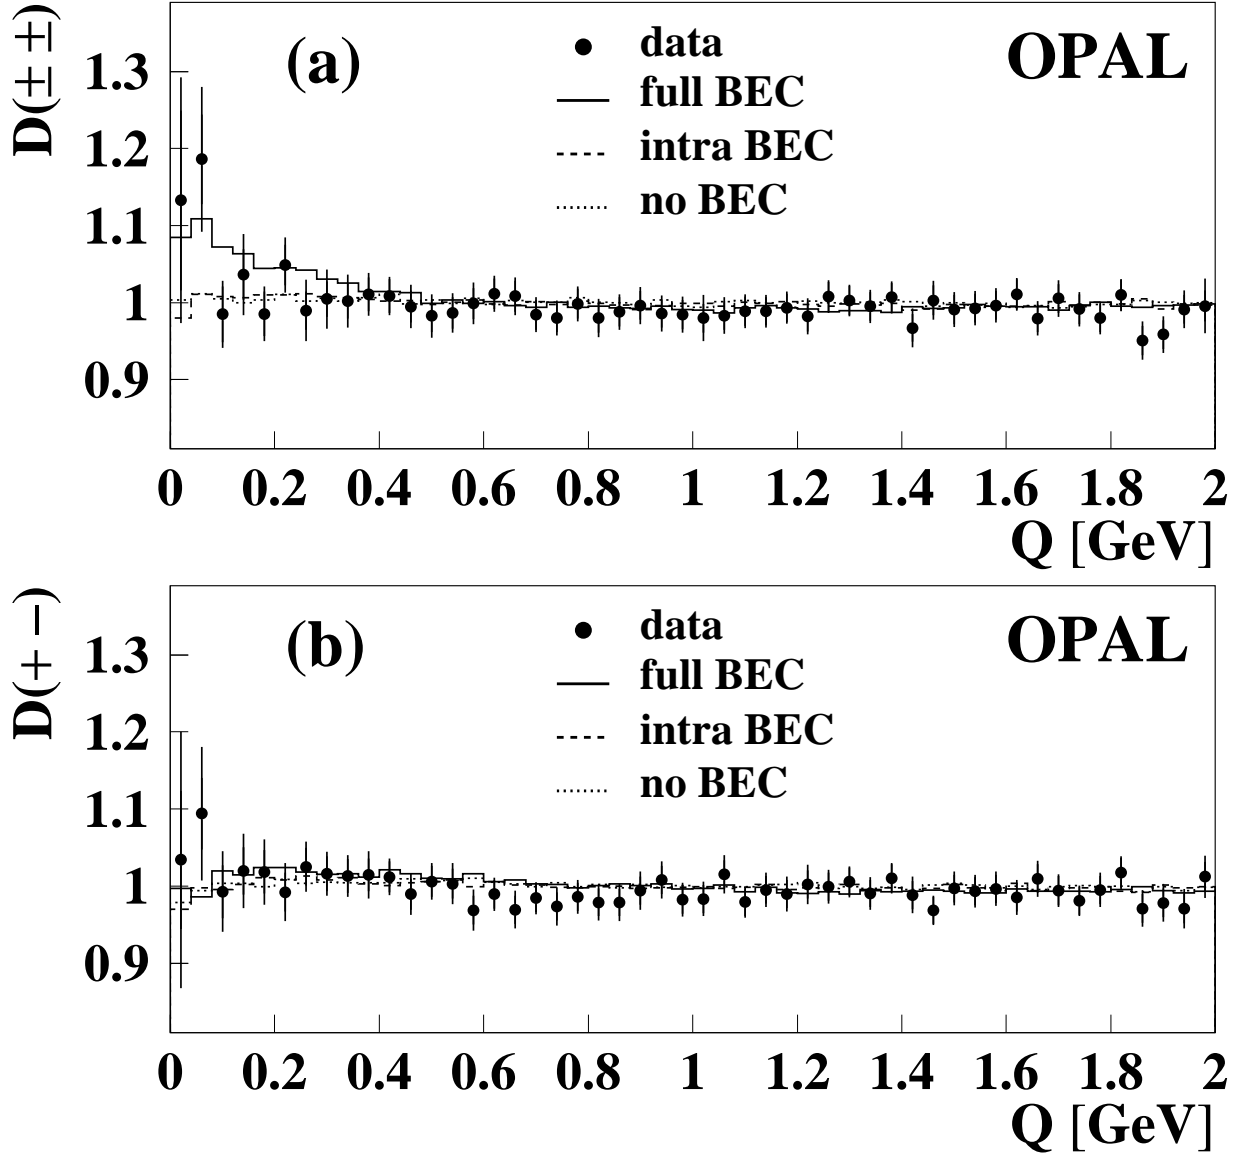 D(± ±)
(a)
OPAL
data
full BEC
intra BEC
no BEC
1.3
1.2
1.1
1
0.9
0 0.2 0.4 0.6 0.8 1 1.2 1.4 1.6 1.8 2
Q [GeV]
D(+ −)
(b)
OPAL
data
full BEC
intra BEC
no BEC
1.3
1.2
1.1
1
0.9
0 0.2 0.4 0.6 0.8 1 1.2 1.4 1.6 1.8 2
Q [GeV]